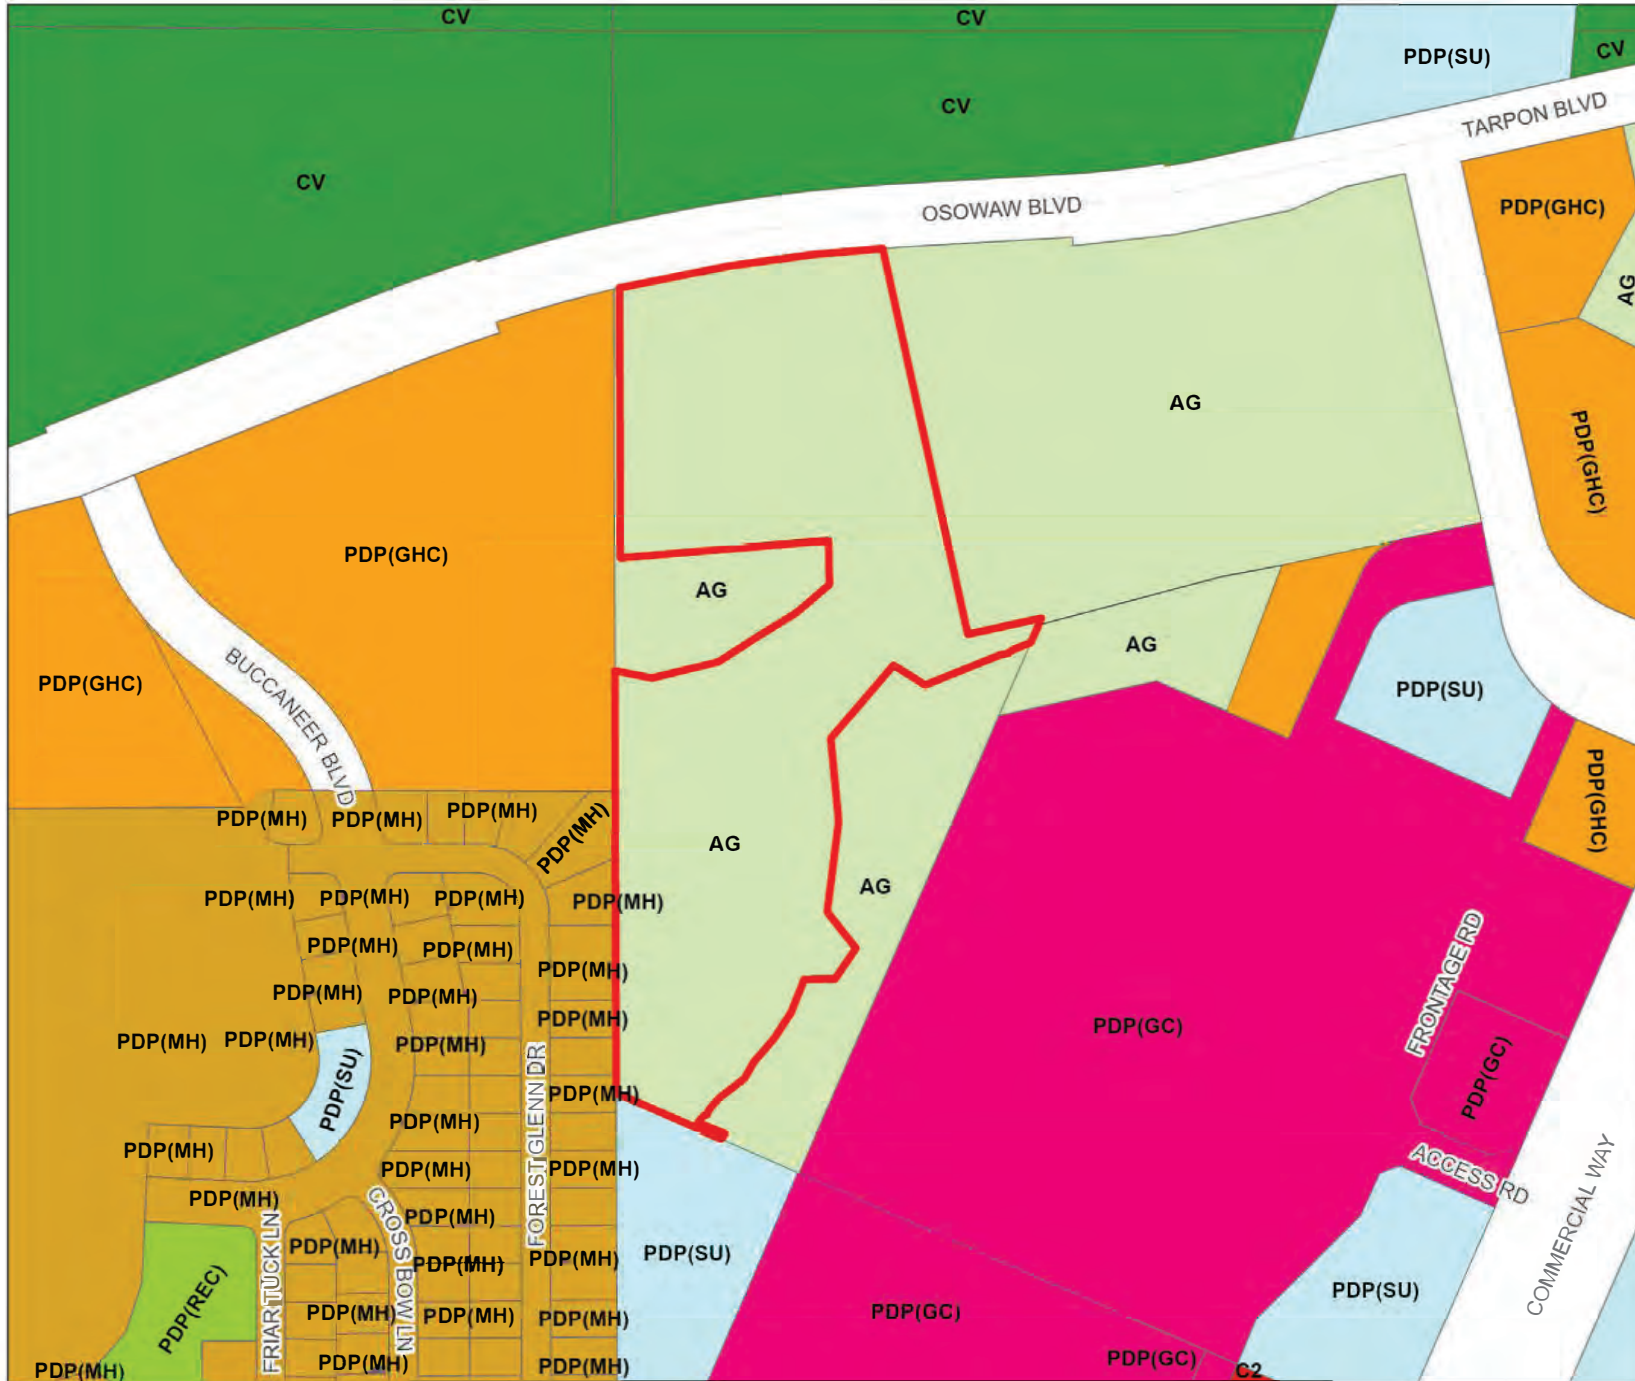 CV
CV
PDP(SU)
CV
CV
TARPON BLVD
CV
OSOWAW BLVD
PDP(GHC)
AG
AG
PDP(GHC)
PDP(GHC)
AG
AG
PDP(GHC)
BUCCANEER BLVD
PDP(SU)
PDP(GHC)
PDP(MH)
PDP(MH)
PDP(MH)
PDP(MH)
AG
AG
PDP(MH)
PDP(MH)
PDP(MH)
PDP(MH)
PDP(MH)
PDP(MH)
PDP(MH)
PDP(MH)
PDP(MH)
FRONTAGE RD
PDP(MH)
PDP(GC)
PDP(MH)
PDP(MH)
PDP(MH)
PDP(SU)
PDP(GC)
PDP(MH)
FOREST GLENN DR
PDP(MH)
PDP(MH)
PDP(MH)
PDP(MH)
ACCESS RD
PDP(MH)
CROSS BOW LN
PDP(MH)
PDP(MH)
PDP(SU)
PDP(MH)
PDP(MH)
COMMERCIAL WAY
FRIAR TUCK LN
PDP(REC)
PDP(SU)
PDP(MH)
PDP(MH)
PDP(MH)
PDP(GC)
PDP(MH)
PDP(MH)
PDP(MH)
PDP(GC)
C2